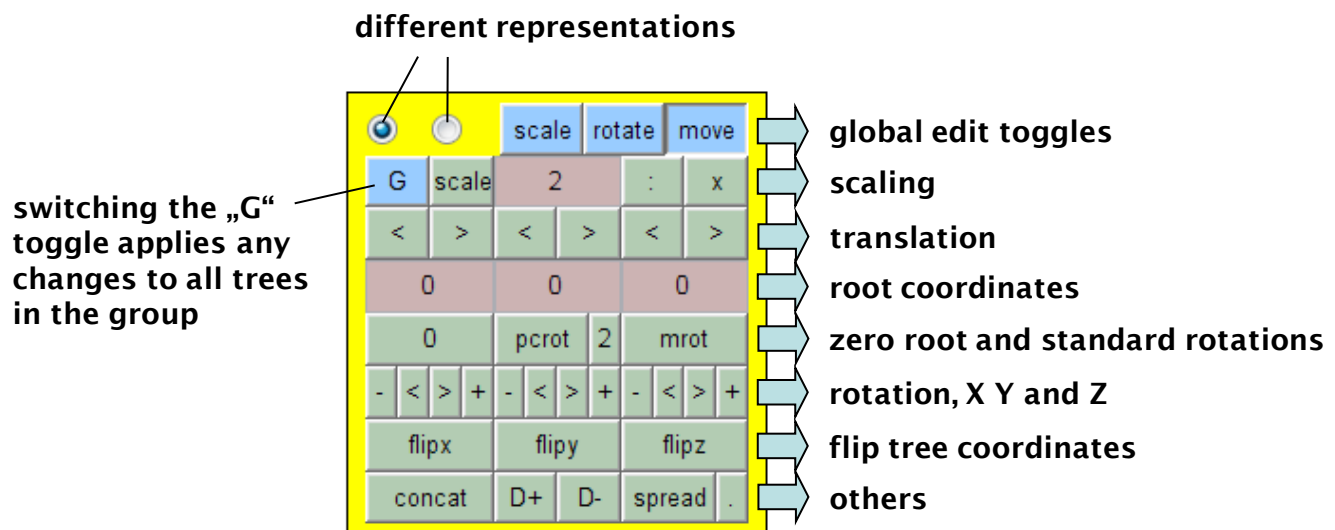 different representations
scale rotate move
global edit toggles
G scale 2 : x
scaling
switching the „G“
toggle applies any
changes to all trees
in the group
< > < > < >
translation
0 0 0
root coordinates
0 pcrot 2 mrot
zero root and standard rotations
- < > + - < > + - < > +
rotation, X Y and Z
flipx flipy flipz
flip tree coordinates
concat D+ D- spread .
others